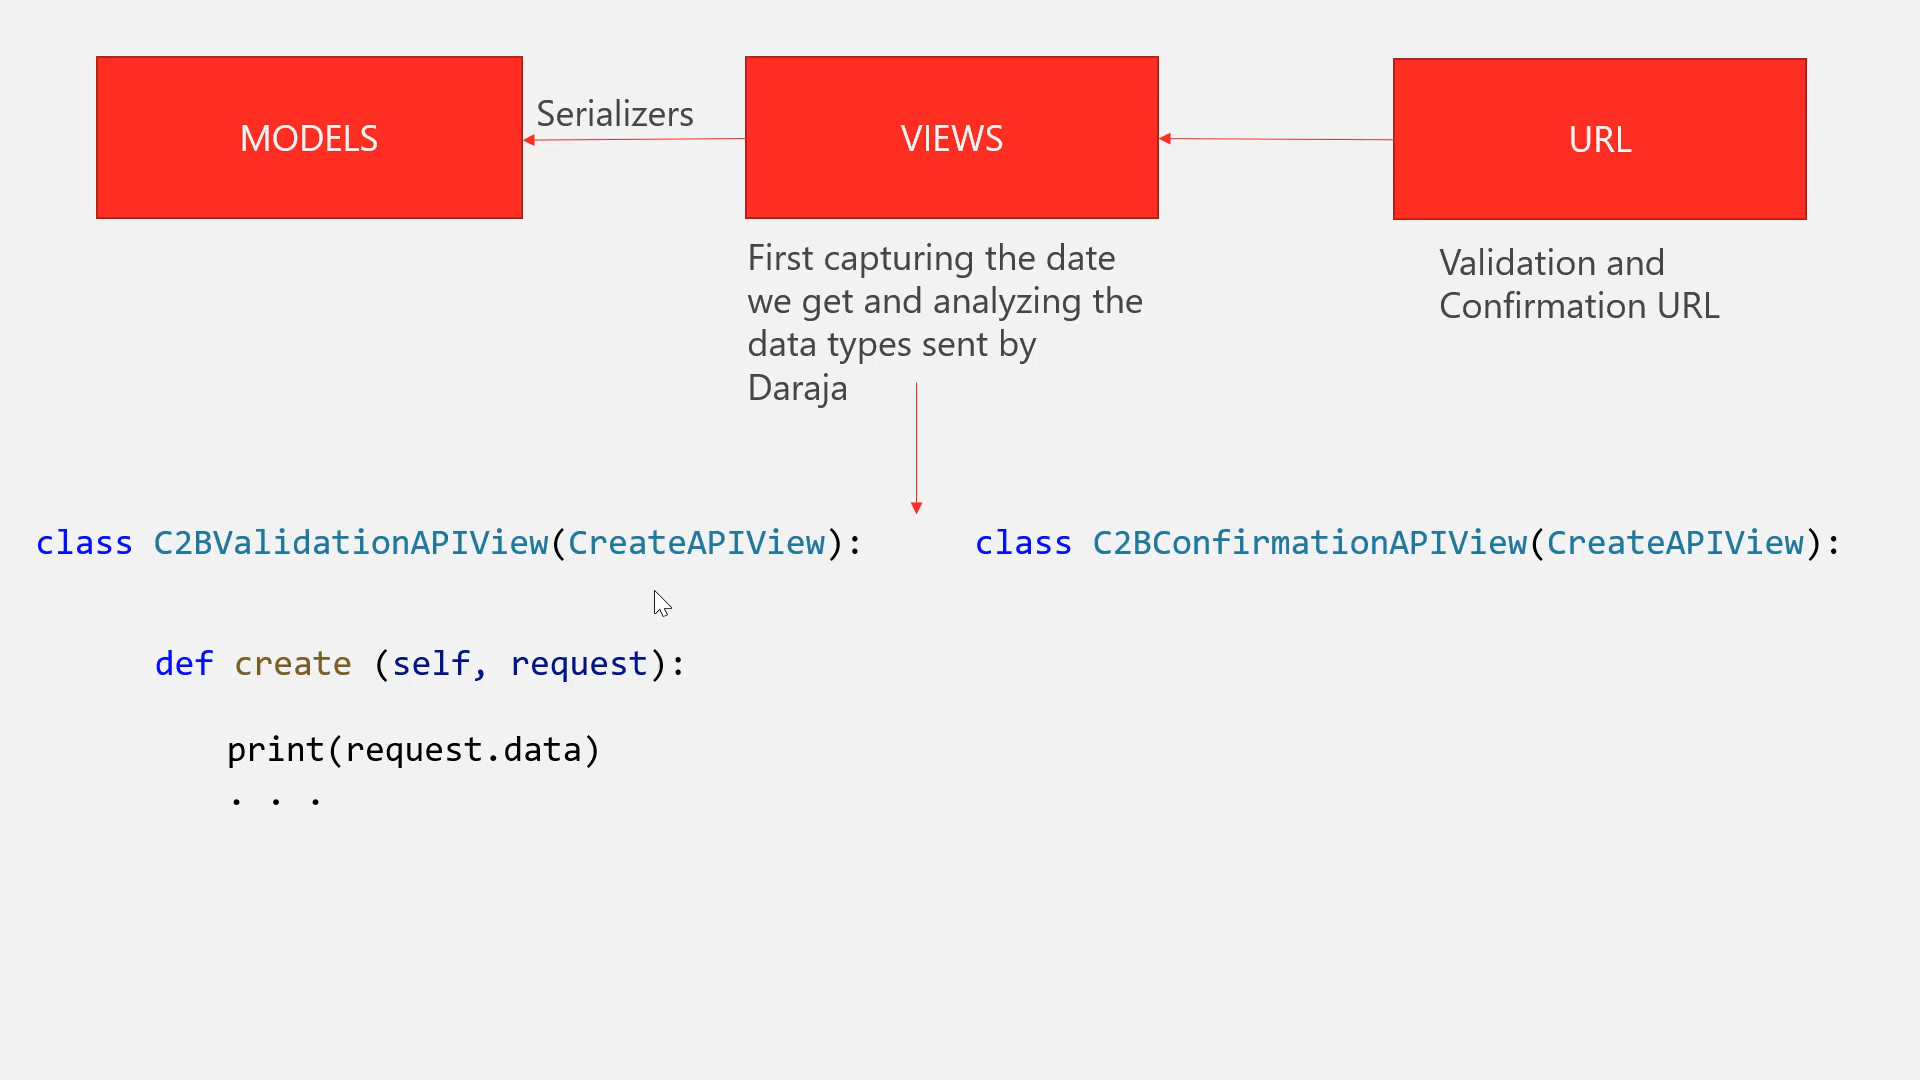 MODELS
Serializers
VIEWS
URL
First capturing the date
we get and analyzing the
data types sent by
Daraja
Validation and
Confirmation URL
class C2BValidationAPIView(CreateAPIView):
class C2BConfirmationAPIView(CreateAPIView):
def create (self, request):
print(request.data)
. . .